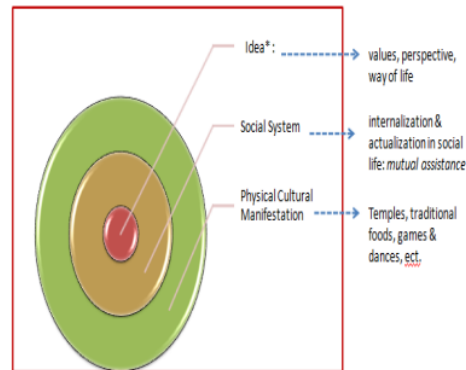 Idea* :
values, perspective,
way of life
Social System
internalization &
actualization in social
life: mutual assistance
Physical Cultural
Manifestation
Temples, traditional
foods, games &
dances, ect.